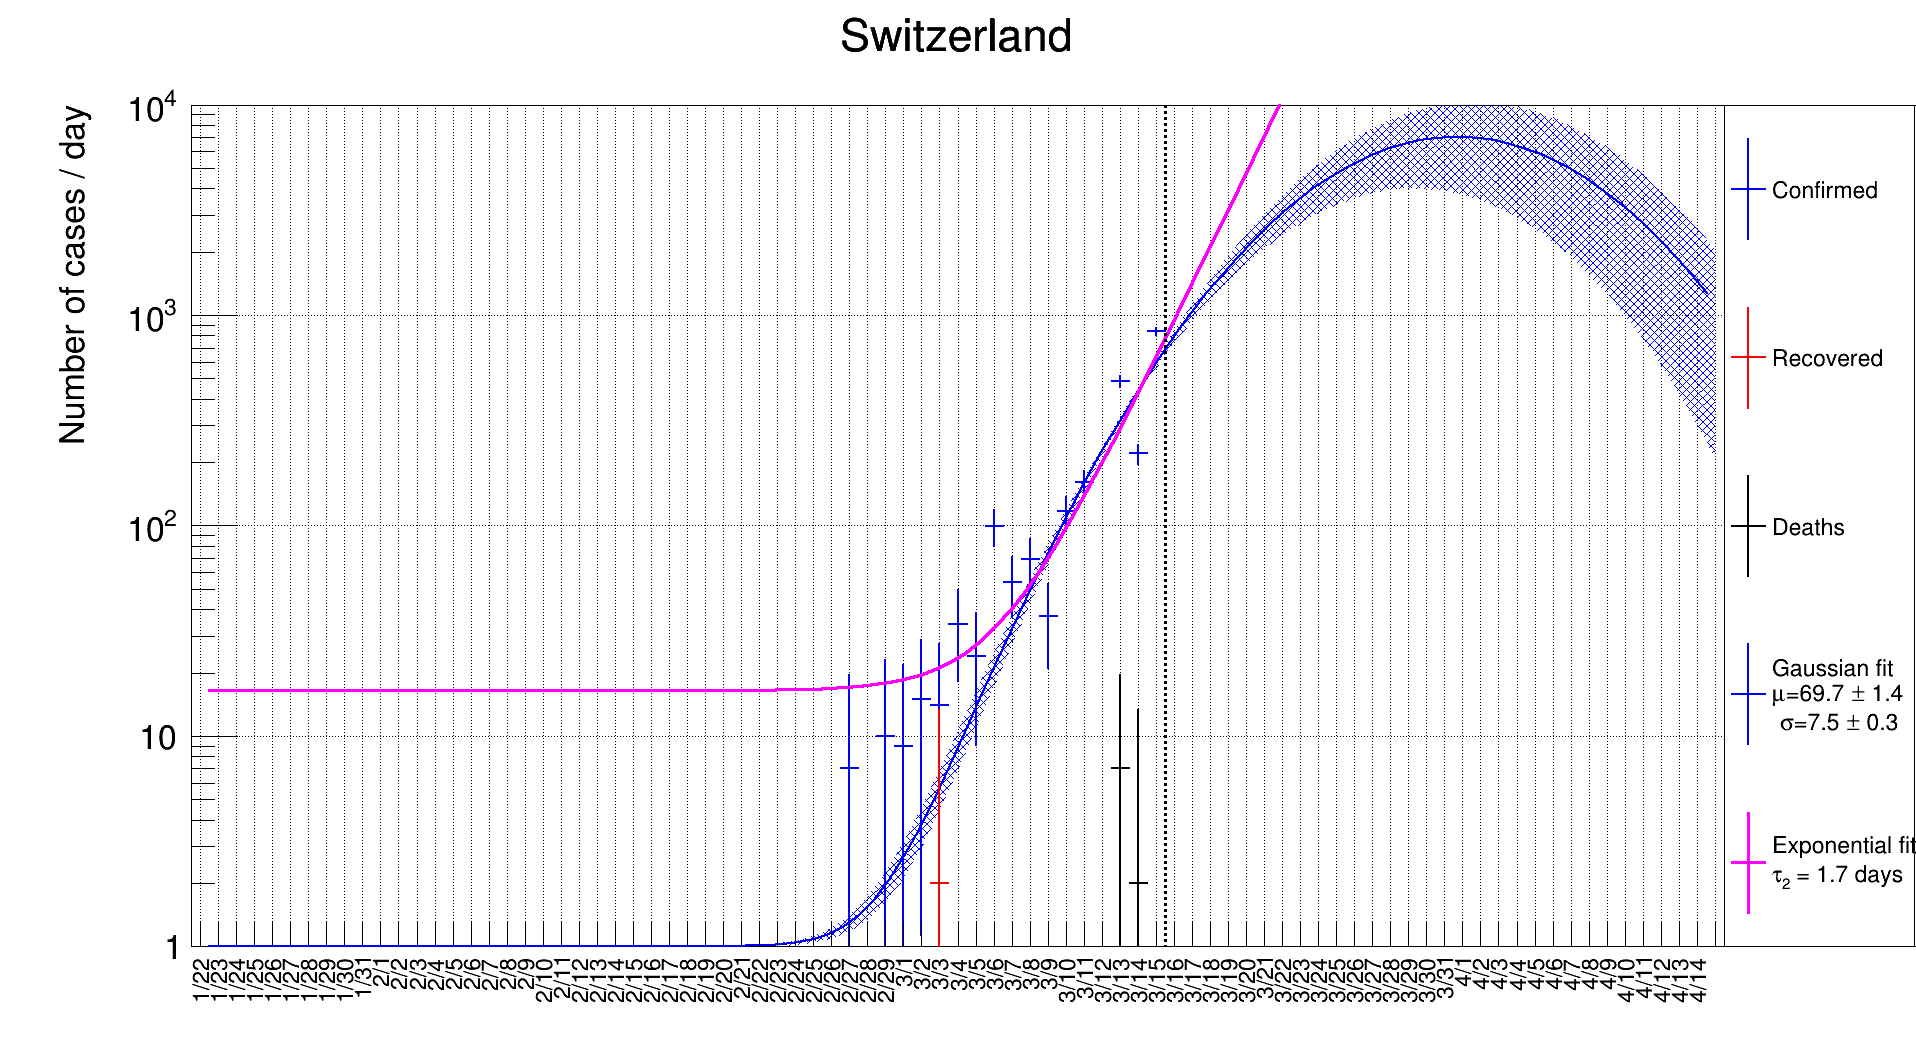 Switzerland
Number of cases / day
10⁴
10³
10²
10
1
1/22 1/23 1/24 1/25 1/26 1/27 1/28 1/29 1/30 1/31 2/1 2/2 2/3 2/4 2/5 2/6 2/7 2/8 2/9 2/10 2/11 2/12 2/13 2/14 2/15 2/16 2/17 2/18 2/19 2/20 2/21 2/22 2/23 2/24 2/25 2/26 2/27 2/28 2/29 3/1 3/2 3/3 3/4 3/5 3/6 3/7 3/8 3/9 3/10 3/11 3/12 3/13 3/14 3/15 3/16 3/17 3/18 3/19 3/20 3/21 3/22 3/23 3/24 3/25 3/26 3/27 3/28 3/29 3/30 3/31 4/1 4/2 4/3 4/4 4/5 4/6 4/7 4/8 4/9 4/10 4/11 4/12 4/13 4/14
Confirmed
Recovered
Deaths
Gaussian fit
μ=69.7 ± 1.4
σ=7.5 ± 0.3
Exponential fit
τ₂ = 1.7 days